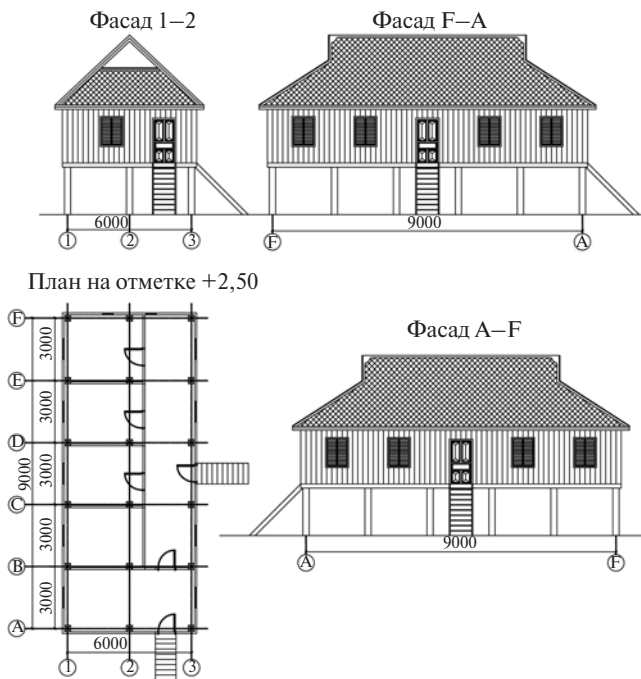 Фасад 1–2
Фасад F–A
6000
1 2 3
9000
F A
План на отметке +2,50
F
3000
E
3000
D
9000
3000
C
3000
B
3000
A
6000
1 2 3
Фасад A–F
9000
A F